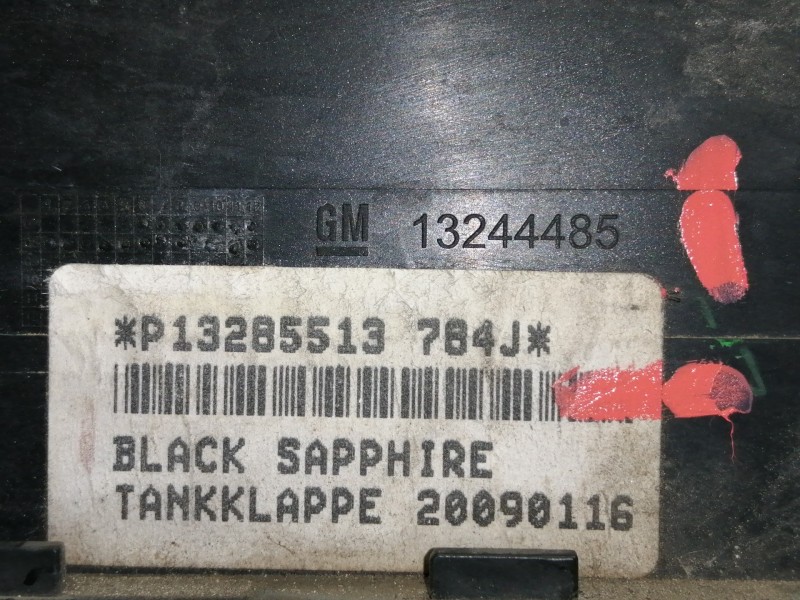 GM 13244485
*P13285513 784J*
BLACK SAPPHIRE
TANKKLAPPE 20090116